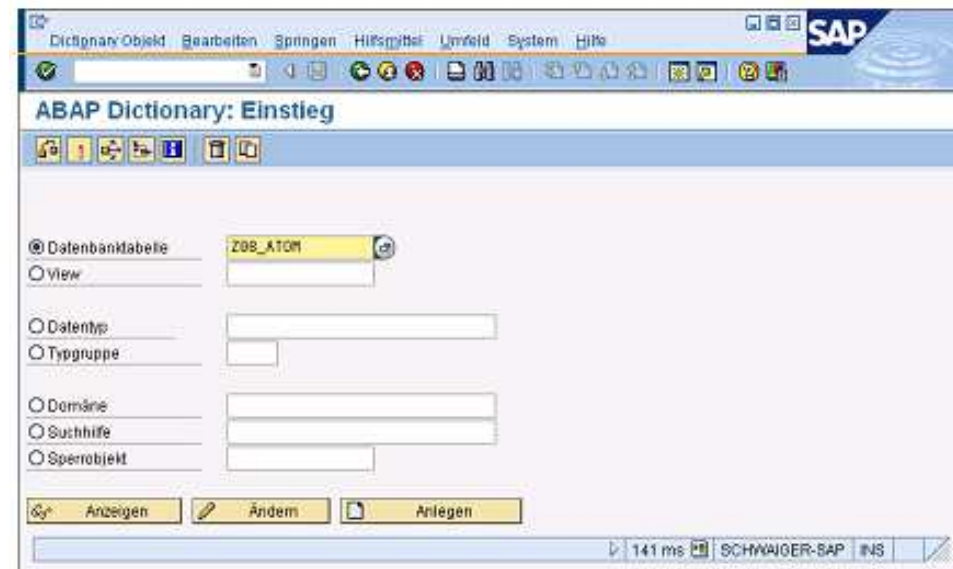 Dictionary Objekt Bearbeiten Springen Hilfsmittel Umfeld System Hilfe
SAP
ABAP Dictionary: Einstieg
Datenbanktabelle Z08_ATOM
View
Datentyp
Typgruppe
Domäne
Suchhilfe
Sperrobjekt
Anzeigen Ändern Anlegen
141 ms SCHWAIGER-SAP INS